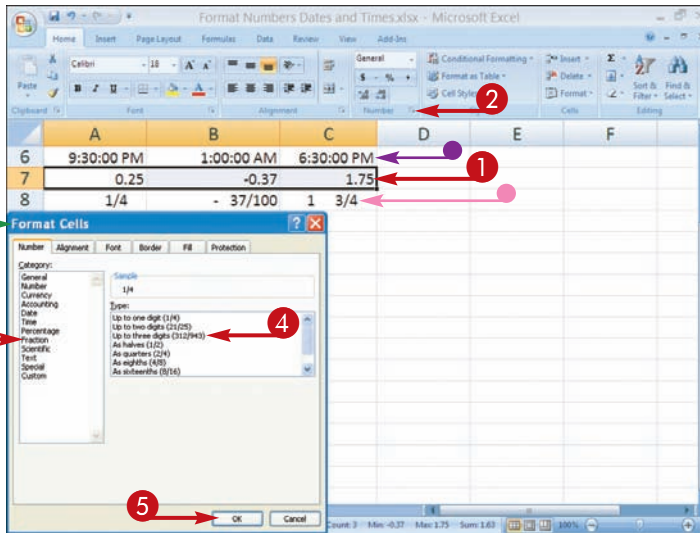 Format Numbers Dates and Times.xlsx - Microsoft Excel
Home Insert Page Layout Formulas Data Review View Add-Ins
Calibri 18 A A General Conditional Formatting Insert Σ
Paste B I U A $ % , Format as Table Delete Sort & Find &
Cell Styles Format Filter Select
Clipboard Font Alignment Number Cells Editing
2
A B C D E F
6 9:30:00 PM 1:00:00 AM 6:30:00 PM
7 0.25 -0.37 1.75 1
8 1/4 - 37/100 1 3/4
Format Cells
Number Alignment Font Border Fill Protection
Category:
General
Number
Currency
Accounting
Date
Time
Percentage
Fraction
Scientific
Text
Special
Custom
Sample
1/4
Type:
Up to one digit (1/4)
Up to two digits (21/25)
Up to three digits (312/943)
As halves (1/2)
As quarters (2/4)
As eighths (4/8)
As sixteenths (8/16)
4
5
OK Cancel
Count: 3 Min: -0.37 Max: 1.75 Sum: 1.63 100%